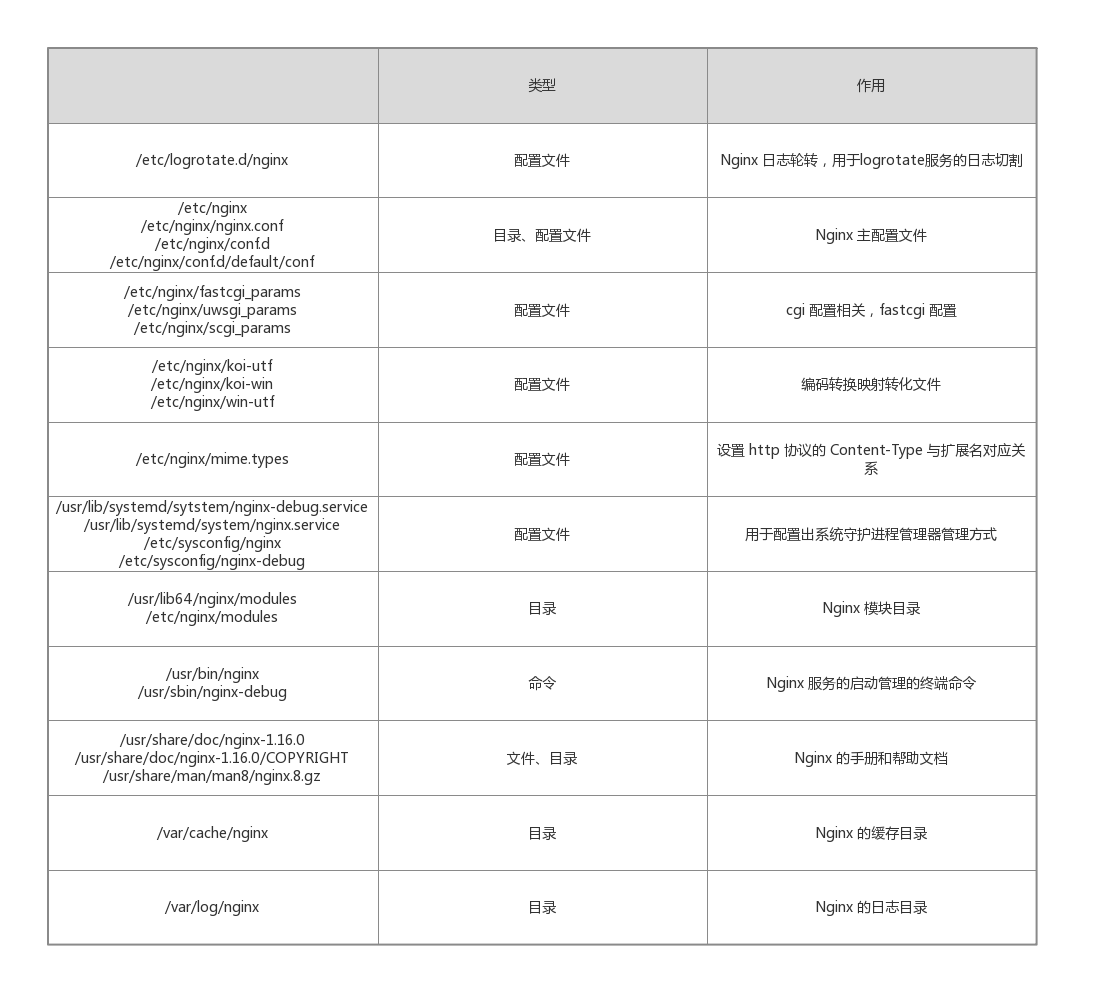 类型
作用
/etc/logrotate.d/nginx
配置文件
Nginx 日志轮转，用于logrotate服务的日志切割
/etc/nginx
/etc/nginx/nginx.conf
/etc/nginx/conf.d
/etc/nginx/conf.d/default/conf
目录、配置文件
Nginx 主配置文件
/etc/nginx/fastcgi_params
/etc/nginx/uwsgi_params
/etc/nginx/scgi_params
配置文件
cgi 配置相关，fastcgi 配置
/etc/nginx/koi-utf
/etc/nginx/koi-win
/etc/nginx/win-utf
配置文件
编码转换映射转化文件
/etc/nginx/mime.types
配置文件
设置 http 协议的 Content-Type 与扩展名对应关
系
/usr/lib/systemd/sytstem/nginx-debug.service
/usr/lib/systemd/system/nginx.service
/etc/sysconfig/nginx
/etc/sysconfig/nginx-debug
配置文件
用于配置出系统守护进程管理器管理方式
/usr/lib64/nginx/modules
/etc/nginx/modules
目录
Nginx 模块目录
/usr/bin/nginx
/usr/sbin/nginx-debug
命令
Nginx 服务的启动管理的终端命令
/usr/share/doc/nginx-1.16.0
/usr/share/doc/nginx-1.16.0/COPYRIGHT
/usr/share/man/man8/nginx.8.gz
文件、目录
Nginx 的手册和帮助文档
/var/cache/nginx
目录
Nginx 的缓存目录
/var/log/nginx
目录
Nginx 的日志目录